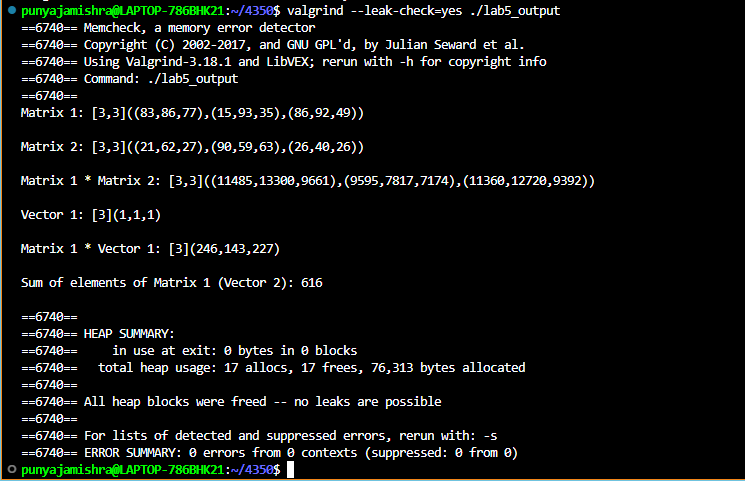 punyajamishra@LAPTOP-786BHK21:~/4350$ valgrind --leak-check=yes ./lab5_output
==6740== Memcheck, a memory error detector
==6740== Copyright (C) 2002-2017, and GNU GPL'd, by Julian Seward et al.
==6740== Using Valgrind-3.18.1 and LibVEX; rerun with -h for copyright info
==6740== Command: ./lab5_output
==6740==
Matrix 1: [3,3]((83,86,77),(15,93,35),(86,92,49))
Matrix 2: [3,3]((21,62,27),(90,59,63),(26,40,26))
Matrix 1 * Matrix 2: [3,3]((11485,13300,9661),(9595,7817,7174),(11360,12720,9392))
Vector 1: [3](1,1,1)
Matrix 1 * Vector 1: [3](246,143,227)
Sum of elements of Matrix 1 (Vector 2): 616
==6740==
==6740== HEAP SUMMARY:
==6740==     in use at exit: 0 bytes in 0 blocks
==6740==   total heap usage: 17 allocs, 17 frees, 76,313 bytes allocated
==6740==
==6740== All heap blocks were freed -- no leaks are possible
==6740==
==6740== For lists of detected and suppressed errors, rerun with: -s
==6740== ERROR SUMMARY: 0 errors from 0 contexts (suppressed: 0 from 0)
punyajamishra@LAPTOP-786BHK21:~/4350$